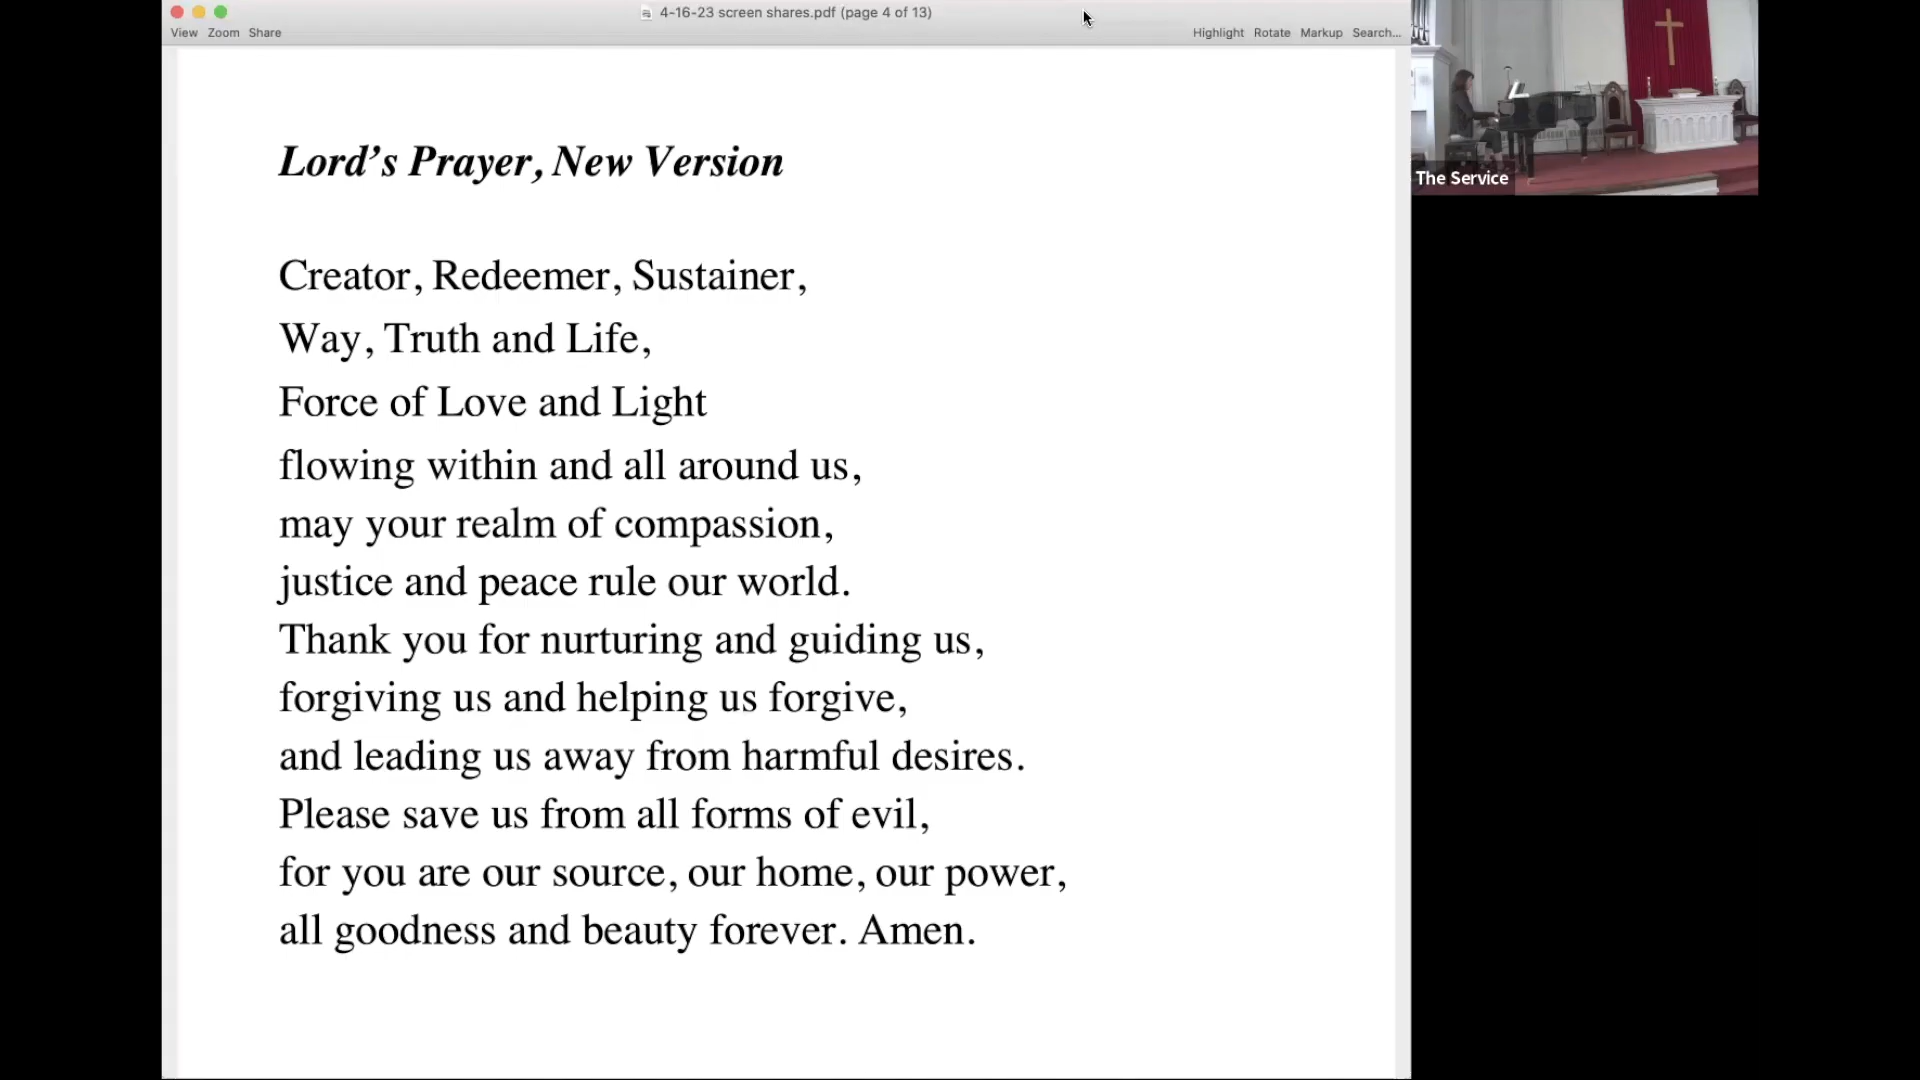 4-16-23 screen shares.pdf (page 4 of 13)
View Zoom Share
Highlight Rotate Markup Search...
The Service
Lord’s Prayer, New Version
Creator, Redeemer, Sustainer,
Way, Truth and Life,
Force of Love and Light
flowing within and all around us,
may your realm of compassion,
justice and peace rule our world.
Thank you for nurturing and guiding us,
forgiving us and helping us forgive,
and leading us away from harmful desires.
Please save us from all forms of evil,
for you are our source, our home, our power,
all goodness and beauty forever. Amen.